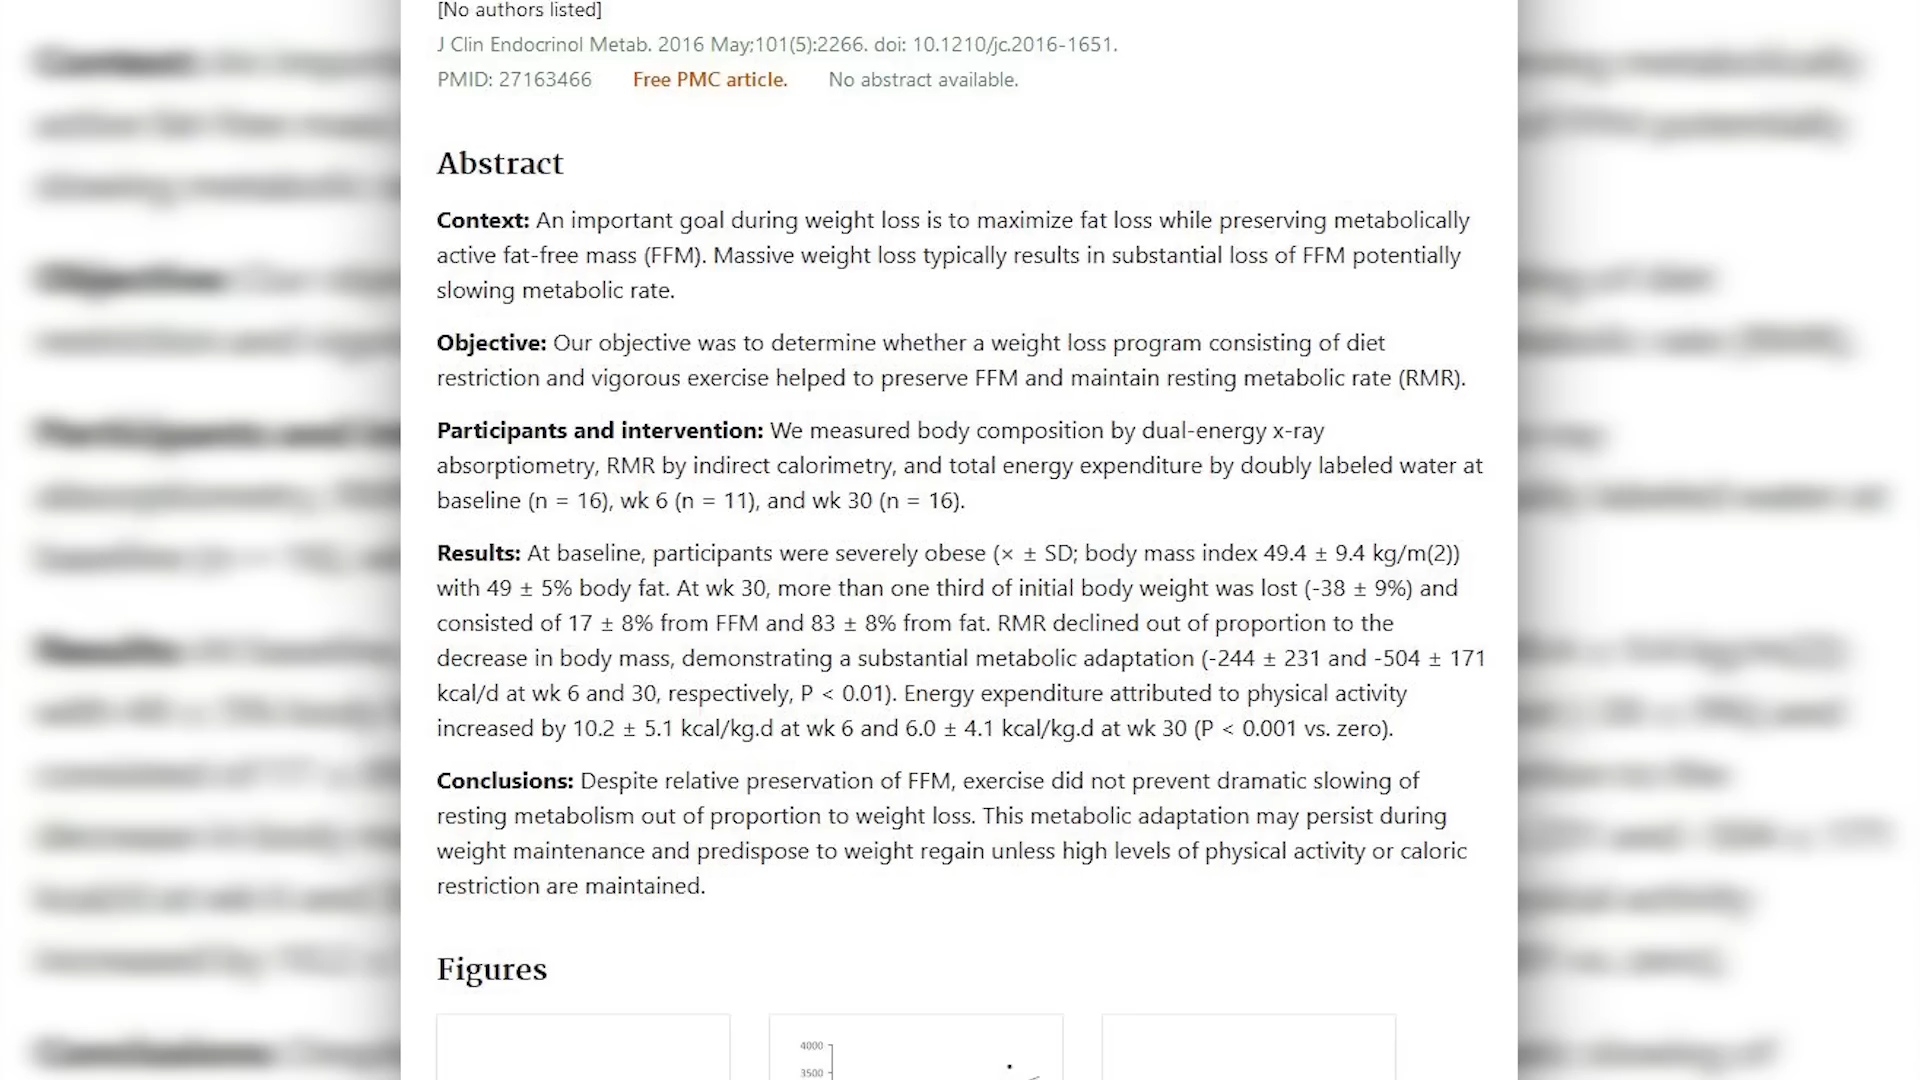 [No authors listed]
J Clin Endocrinol Metab. 2016 May;101(5):2266. doi: 10.1210/jc.2016-1651.
PMID: 27163466 Free PMC article. No abstract available.
Abstract
Context: An important goal during weight loss is to maximize fat loss while preserving metabolically
active fat-free mass (FFM). Massive weight loss typically results in substantial loss of FFM potentially
slowing metabolic rate.
Objective: Our objective was to determine whether a weight loss program consisting of diet
restriction and vigorous exercise helped to preserve FFM and maintain resting metabolic rate (RMR).
Participants and intervention: We measured body composition by dual-energy x-ray
absorptiometry, RMR by indirect calorimetry, and total energy expenditure by doubly labeled water at
baseline (n = 16), wk 6 (n = 11), and wk 30 (n = 16).
Results: At baseline, participants were severely obese (× ± SD; body mass index 49.4 ± 9.4 kg/m(2))
with 49 ± 5% body fat. At wk 30, more than one third of initial body weight was lost (-38 ± 9%) and
consisted of 17 ± 8% from FFM and 83 ± 8% from fat. RMR declined out of proportion to the
decrease in body mass, demonstrating a substantial metabolic adaptation (-244 ± 231 and -504 ± 171
kcal/d at wk 6 and 30, respectively, P < 0.01). Energy expenditure attributed to physical activity
increased by 10.2 ± 5.1 kcal/kg.d at wk 6 and 6.0 ± 4.1 kcal/kg.d at wk 30 (P < 0.001 vs. zero).
Conclusions: Despite relative preservation of FFM, exercise did not prevent dramatic slowing of
resting metabolism out of proportion to weight loss. This metabolic adaptation may persist during
weight maintenance and predispose to weight regain unless high levels of physical activity or caloric
restriction are maintained.
Figures
4000
3500